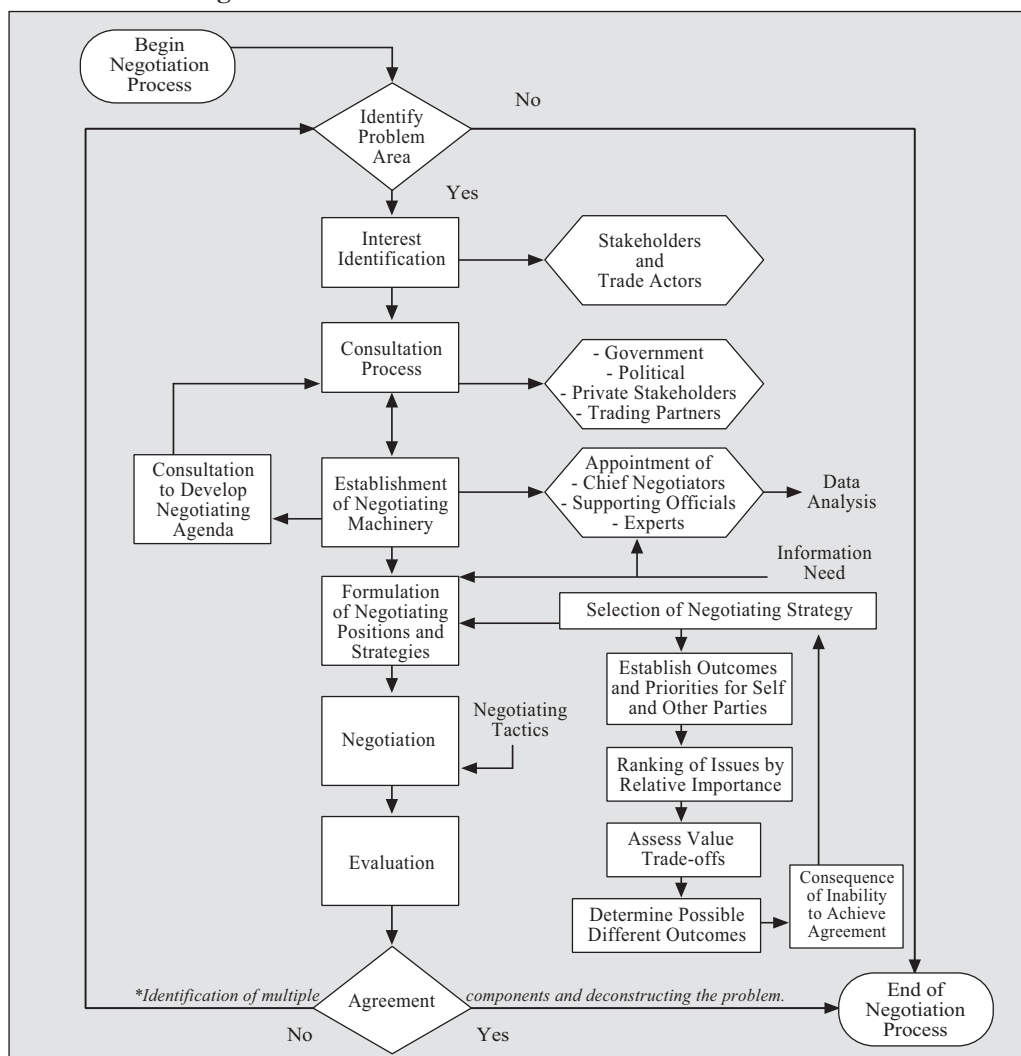 Begin
Negotiation
Process
No
Identify
Problem
Area
Yes
Interest
Identification
Stakeholders
and
Trade Actors
Consultation
Process
- Government
- Political
- Private Stakeholders
- Trading Partners
Consultation
to Develop
Negotiating
Agenda
Establishment
of Negotiating
Machinery
Appointment of
- Chief Negotiators
- Supporting Officials
- Experts
Data
Analysis
Information
Need
Formulation
of Negotiating
Positions and
Strategies
Selection of Negotiating Strategy
Establish Outcomes
and Priorities for Self
and Other Parties
Negotiating
Tactics
Negotiation
Ranking of Issues by
Relative Importance
Evaluation
Assess Value
Trade-offs
Consequence
of Inability
to Achieve
Agreement
Determine Possible
Different Outcomes
*Identification of multiple
Agreement
components and deconstructing the problem.
No
Yes
End of
Negotiation
Process